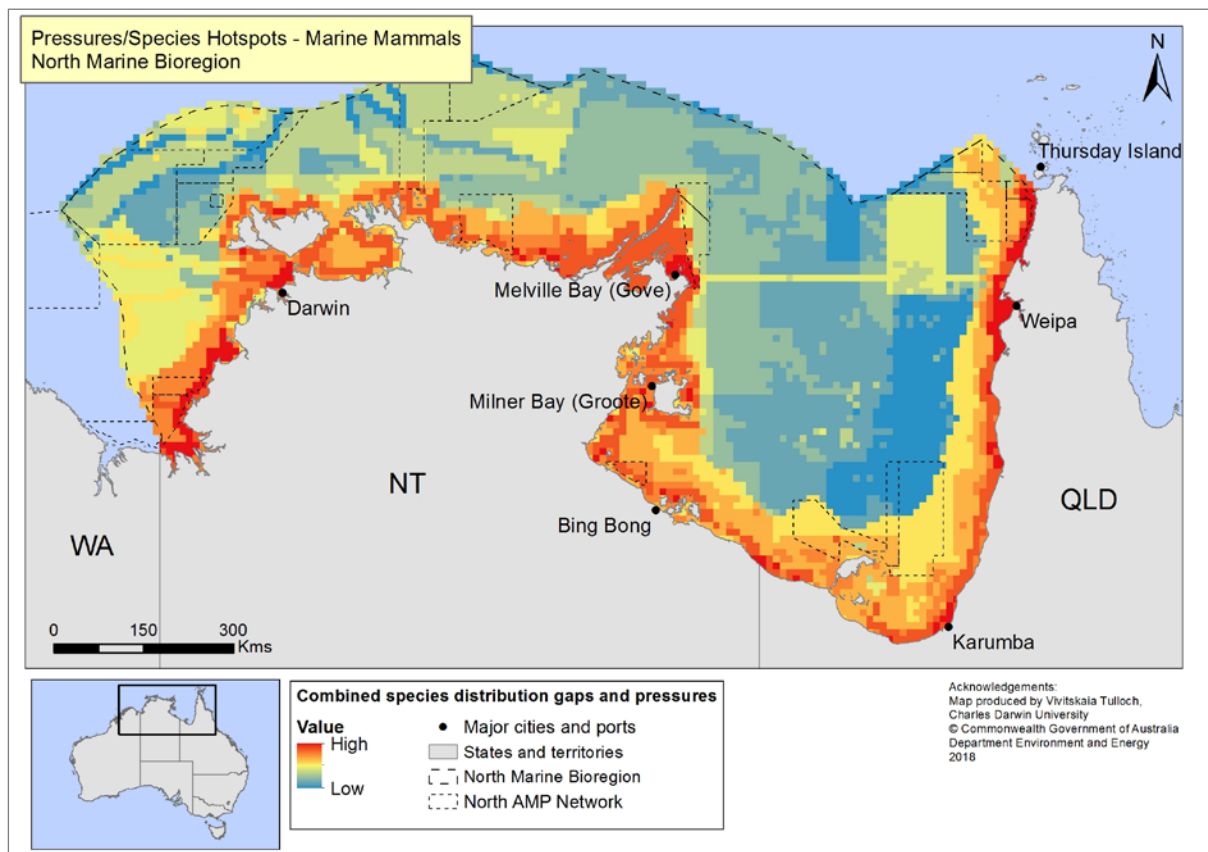 Pressures/Species Hotspots - Marine Mammals
North Marine Bioregion
N
Thursday Island
Darwin
Melville Bay (Gove)
Weipa
Milner Bay (Groote)
NT
Bing Bong
QLD
WA
0 150 300
Kms
Karumba
Combined species distribution gaps and pressures
Value
High
Low
Major cities and ports
States and territories
North Marine Bioregion
North AMP Network
Acknowledgements:
Map produced by Vivitskaia Tulloch,
Charles Darwin University
© Commonwealth Government of Australia
Department Environment and Energy
2018